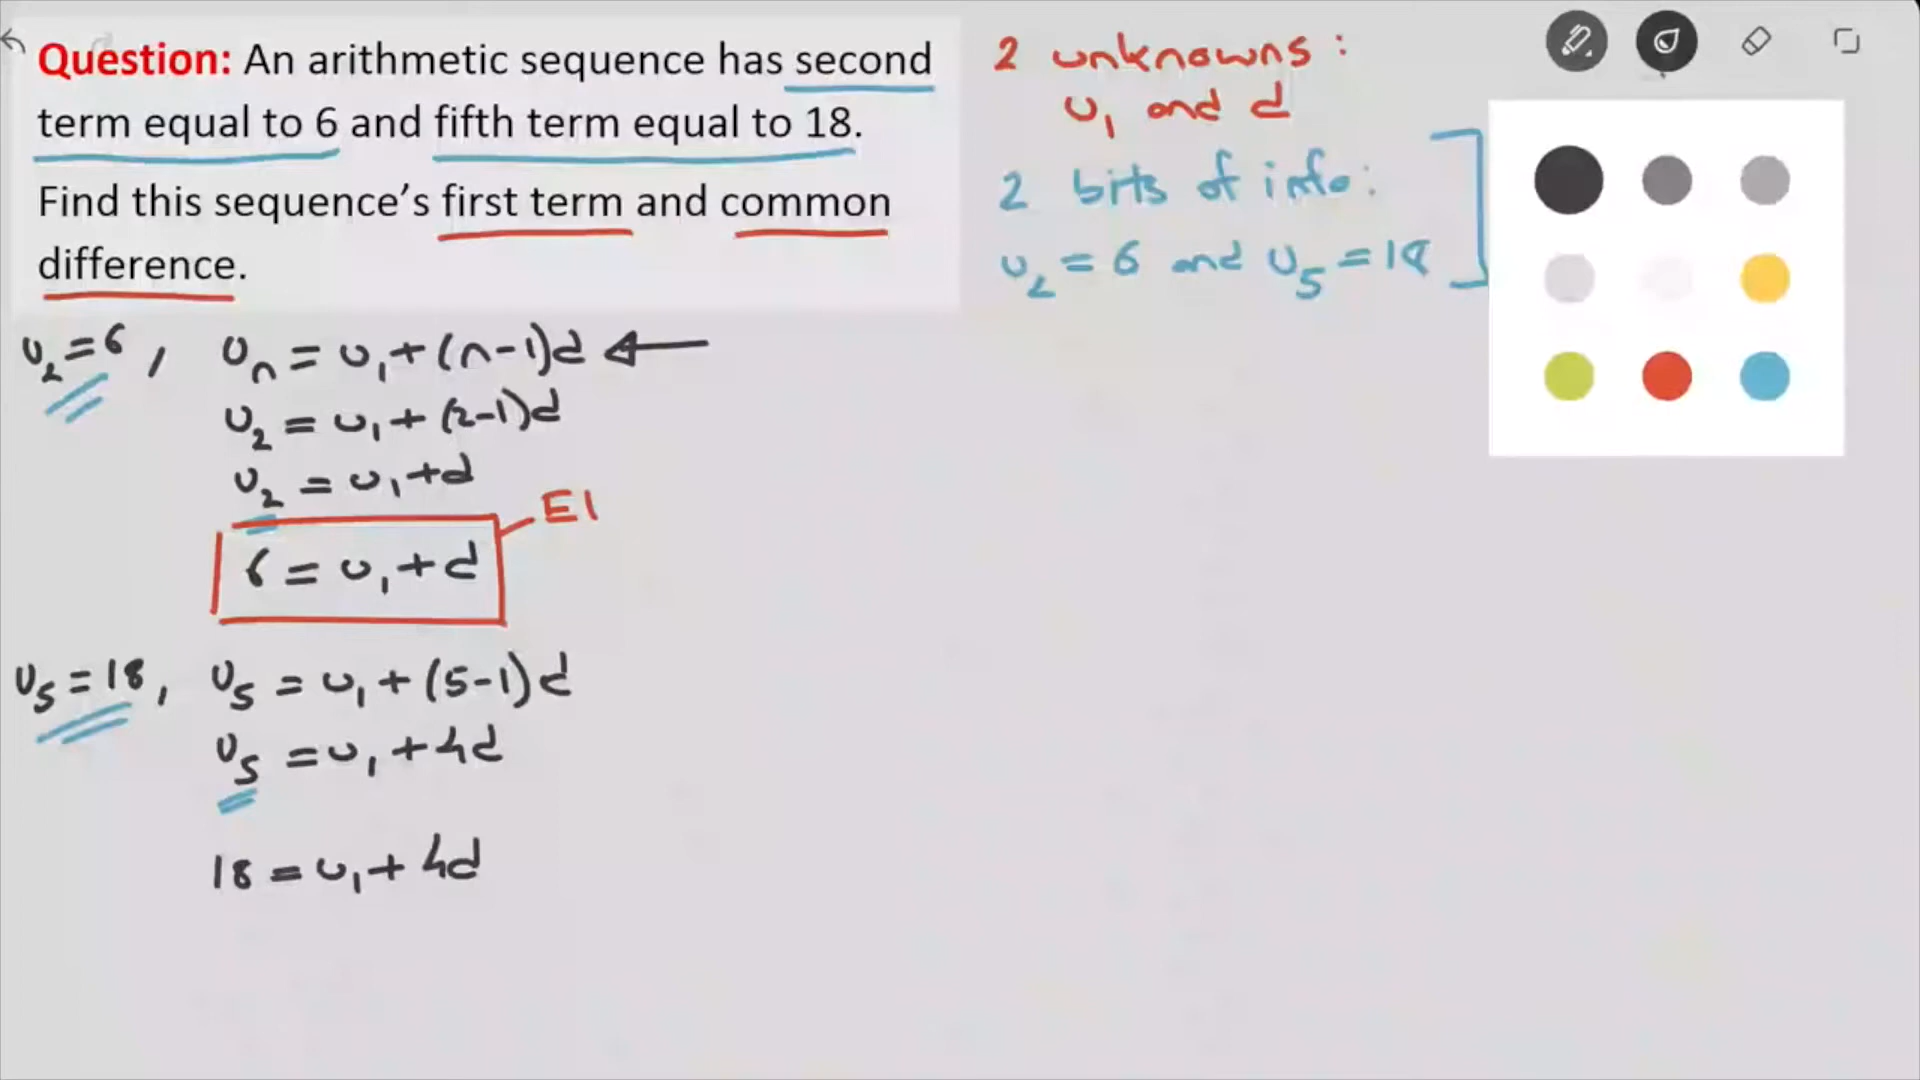 Question: An arithmetic sequence has second
term equal to 6 and fifth term equal to 18.
Find this sequence’s first term and common
difference.
2 unknowns:
u₁ and d
2 bits of info:
u₂ = 6 and u₅ = 18
u₂ = 6, uₙ = u₁ + (n-1)d
u₂ = u₁ + (2-1)d
u₂ = u₁ + d
E1
6 = u₁ + d
u₅ = 18, u₅ = u₁ + (5-1)d
u₅ = u₁ + 4d
18 = u₁ + 4d